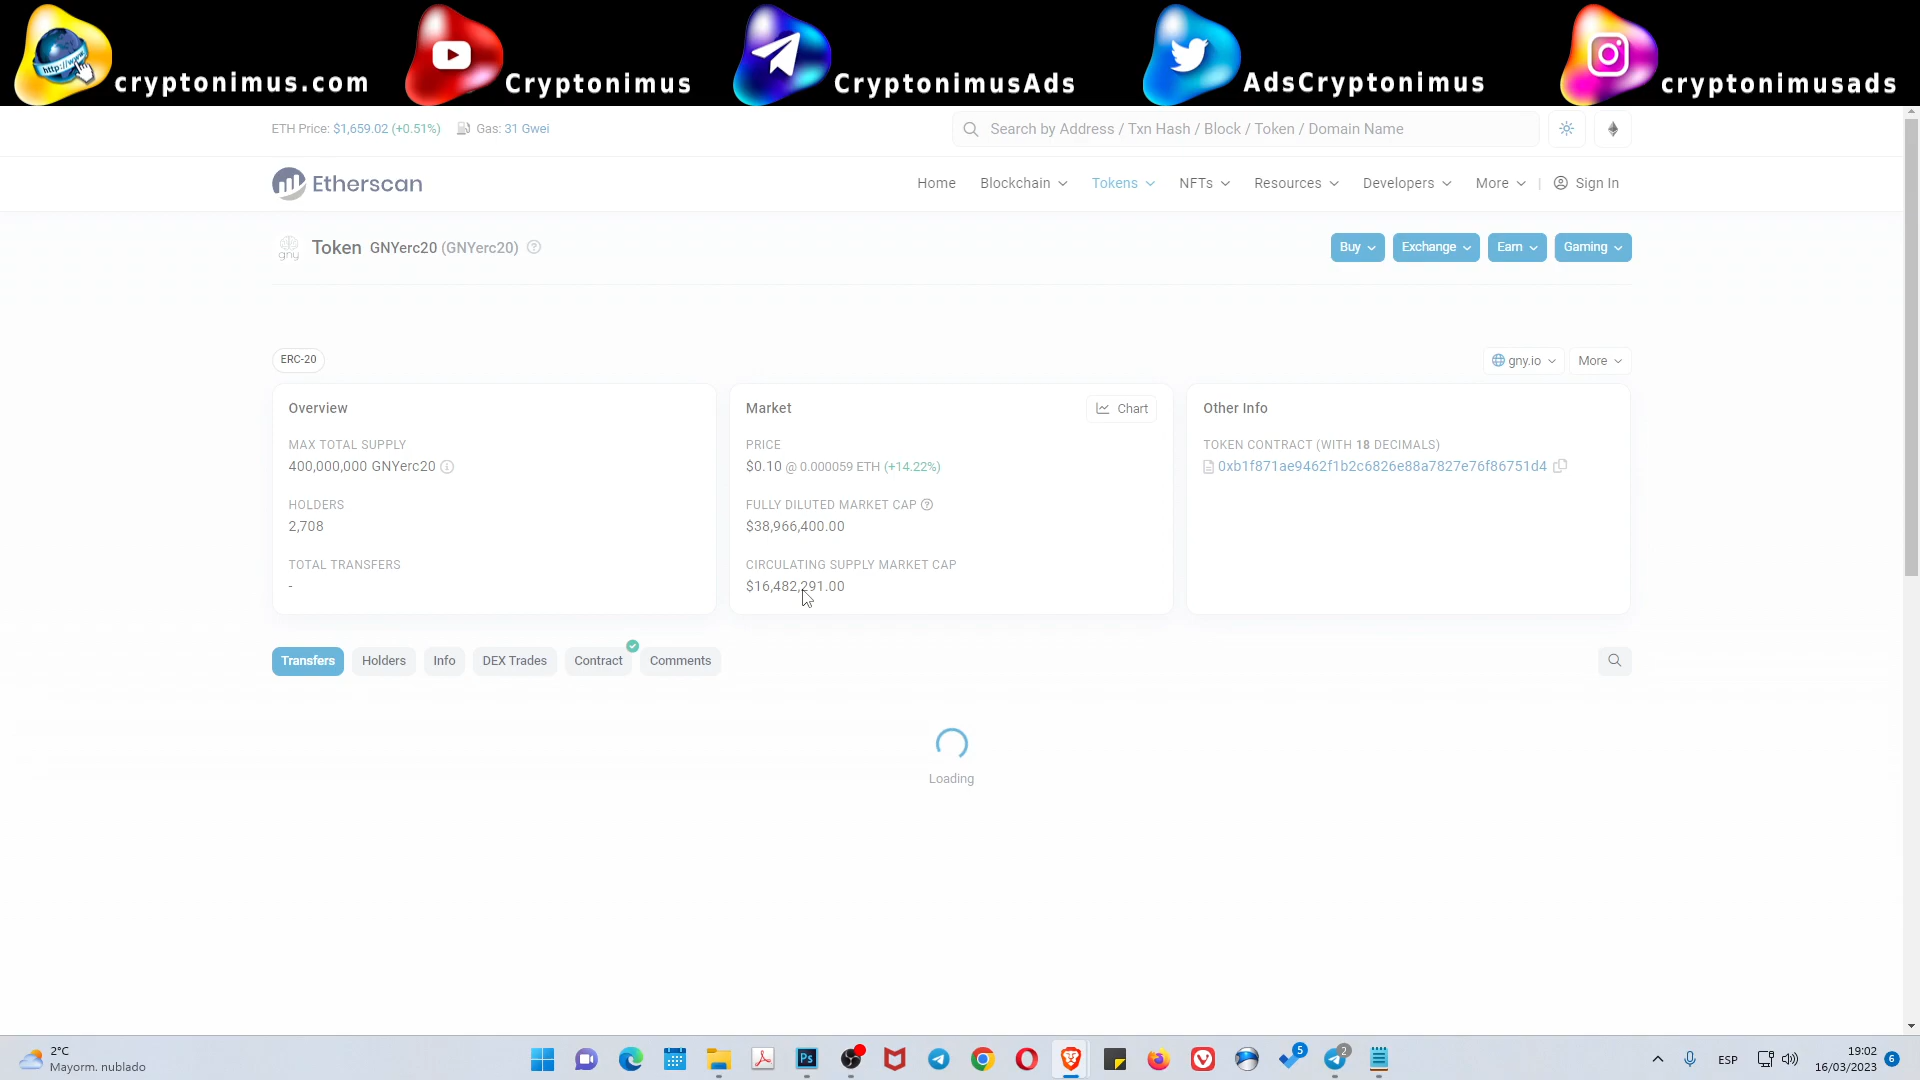 cryptonimus.com
Cryptonimus
CryptonimusAds
AdsCryptonimus
cryptonimusads
ETH Price: $1,659.02 (+0.51%) Gas: 31 Gwei
Search by Address / Txn Hash / Block / Token / Domain Name
Etherscan
Home Blockchain Tokens NFTs Resources Developers More | Sign In
gny
Token GNYerc20 (GNYerc20)
Buy Exchange Earn Gaming
ERC-20
gny.io More
Overview
MAX TOTAL SUPPLY
400,000,000 GNYerc20
HOLDERS
2,708
TOTAL TRANSFERS
-
Market
Chart
PRICE
$0.10 @ 0.000059 ETH (+14.22%)
FULLY DILUTED MARKET CAP
$38,966,400.00
CIRCULATING SUPPLY MARKET CAP
$16,482,291.00
Other Info
TOKEN CONTRACT (WITH 18 DECIMALS)
0xb1f871ae9462f1b2c6826e88a7827e76f86751d4
Transfers Holders Info DEX Trades Contract Comments
Loading
2°C
Mayorm. nublado
Ps
5
2
ESP
19:02
16/03/2023
6